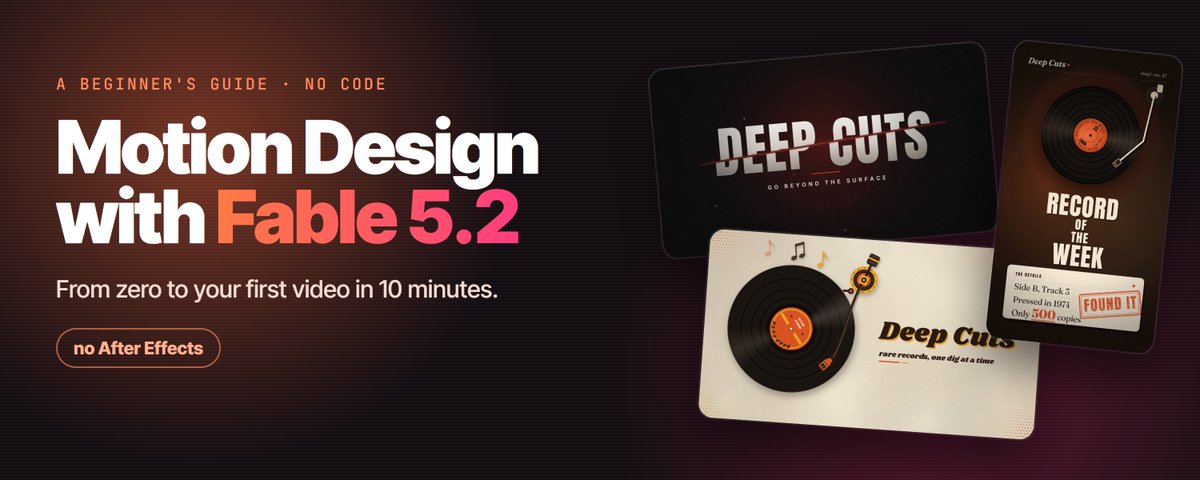 A BEGINNER'S GUIDE · NO CODE
Motion Design
with Fable 5.2
From zero to your first video in 10 minutes.
no After Effects
DEEP CUTS
GO BEYOND THE SURFACE
Deep Cuts
rare records, one dig at a time
Deep Cuts
RECORD
OF
THE
WEEK
THE DETAILS
Side B, Track 3
Pressed in 1974
Only 500 copies
FOUND IT